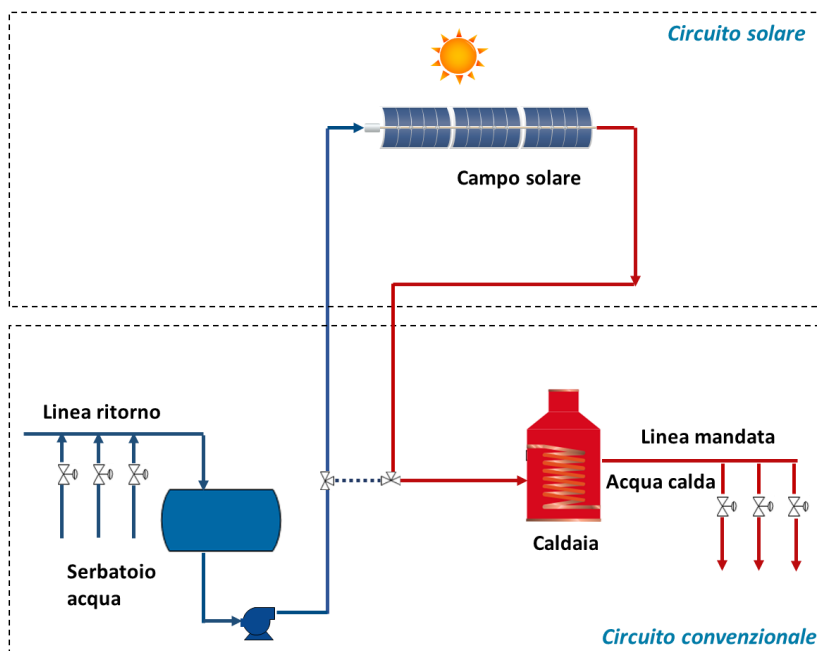 Circuito solare
Campo solare
Linea ritorno
Linea mandata
Acqua calda
Caldaia
Serbatoio
acqua
Circuito convenzionale